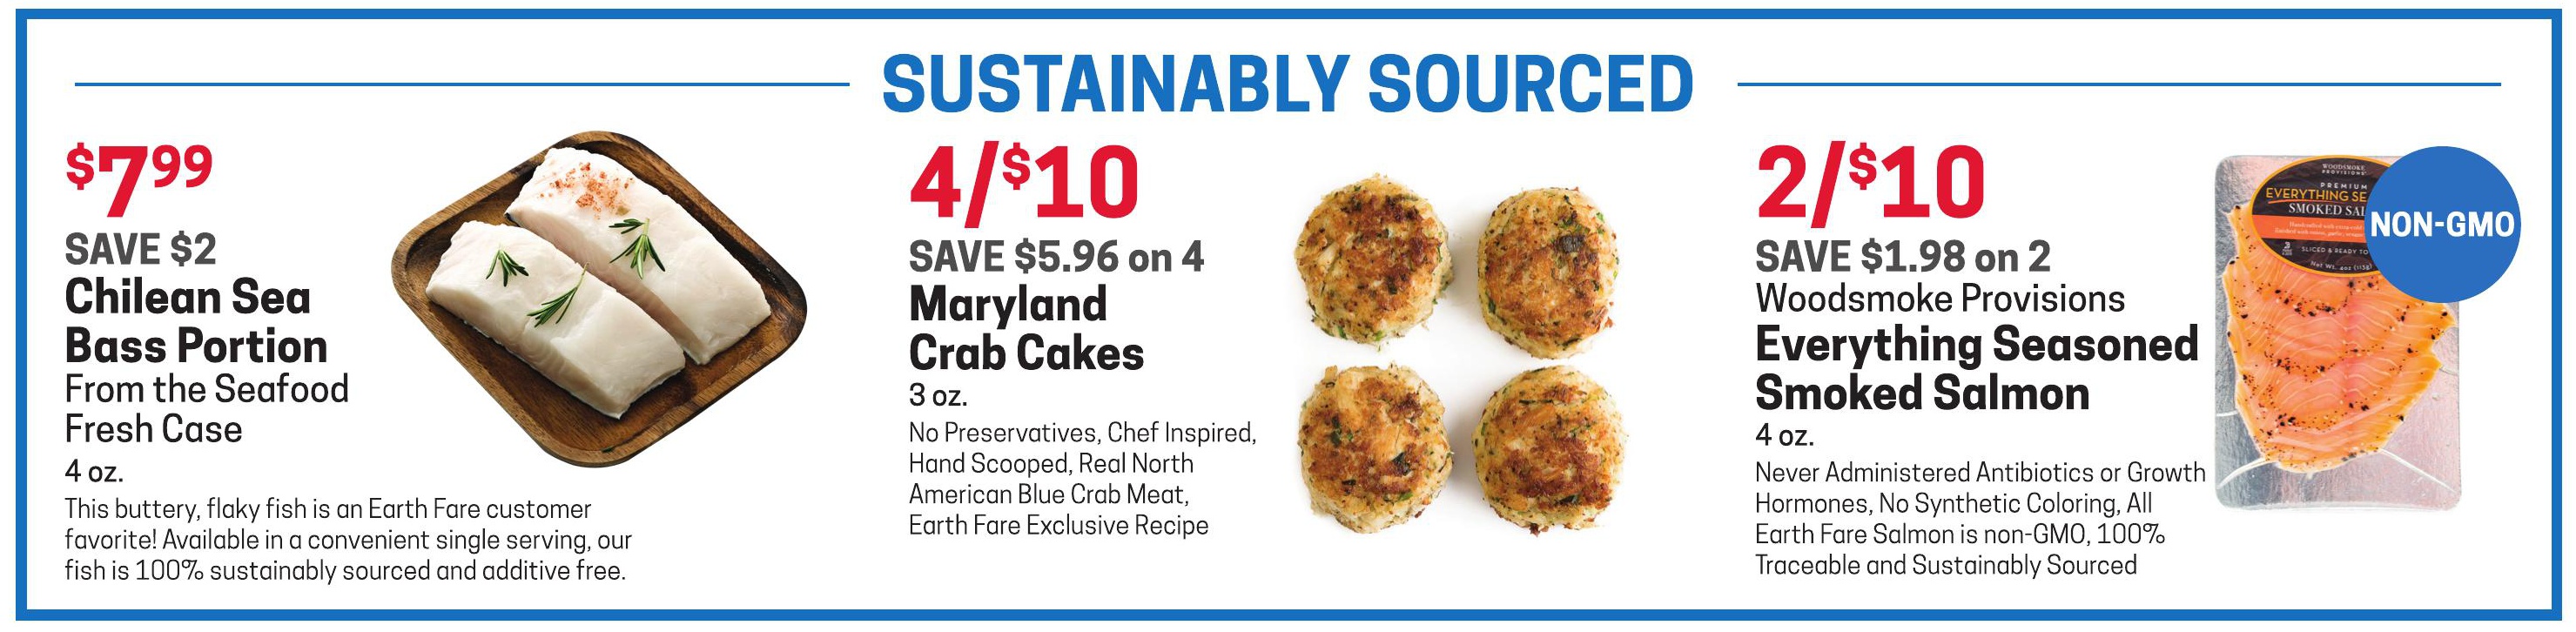 SUSTAINABLY SOURCED
$7.99
SAVE $2
Chilean Sea
Bass Portion
From the Seafood
Fresh Case
4 oz.
This buttery, flaky fish is an Earth Fare customer
favorite! Available in a convenient single serving, our
fish is 100% sustainably sourced and additive free.
4/$10
SAVE $5.96 on 4
Maryland
Crab Cakes
3 oz.
No Preservatives, Chef Inspired,
Hand Scooped, Real North
American Blue Crab Meat,
Earth Fare Exclusive Recipe
2/$10
SAVE $1.98 on 2
Woodsmoke Provisions
Everything Seasoned
Smoked Salmon
4 oz.
Never Administered Antibiotics or Growth
Hormones, No Synthetic Coloring, All
Earth Fare Salmon is non-GMO, 100%
Traceable and Sustainably Sourced
WOODSMOKE
PROVISIONS
PREMIUM
EVERYTHING SE
SMOKED SAL
SLICED & READY TO
Net Wt. 4oz (113g)
NON-GMO